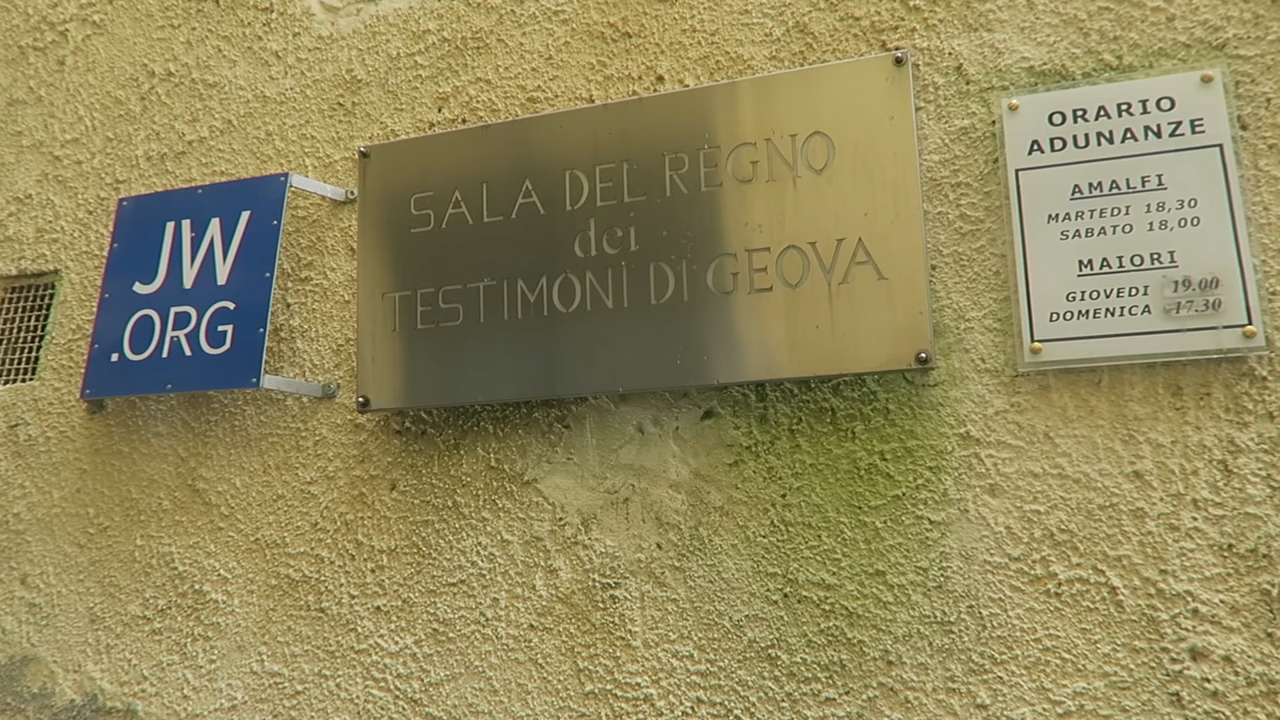 JW
.ORG
SALA DEL REGNO
dei
TESTIMONI DI GEOVA
ORARIO
ADUNANZE
AMALFI
MARTEDI 18,30
SABATO 18,00
MAIORI
GIOVEDI 19.00
DOMENICA 17.30